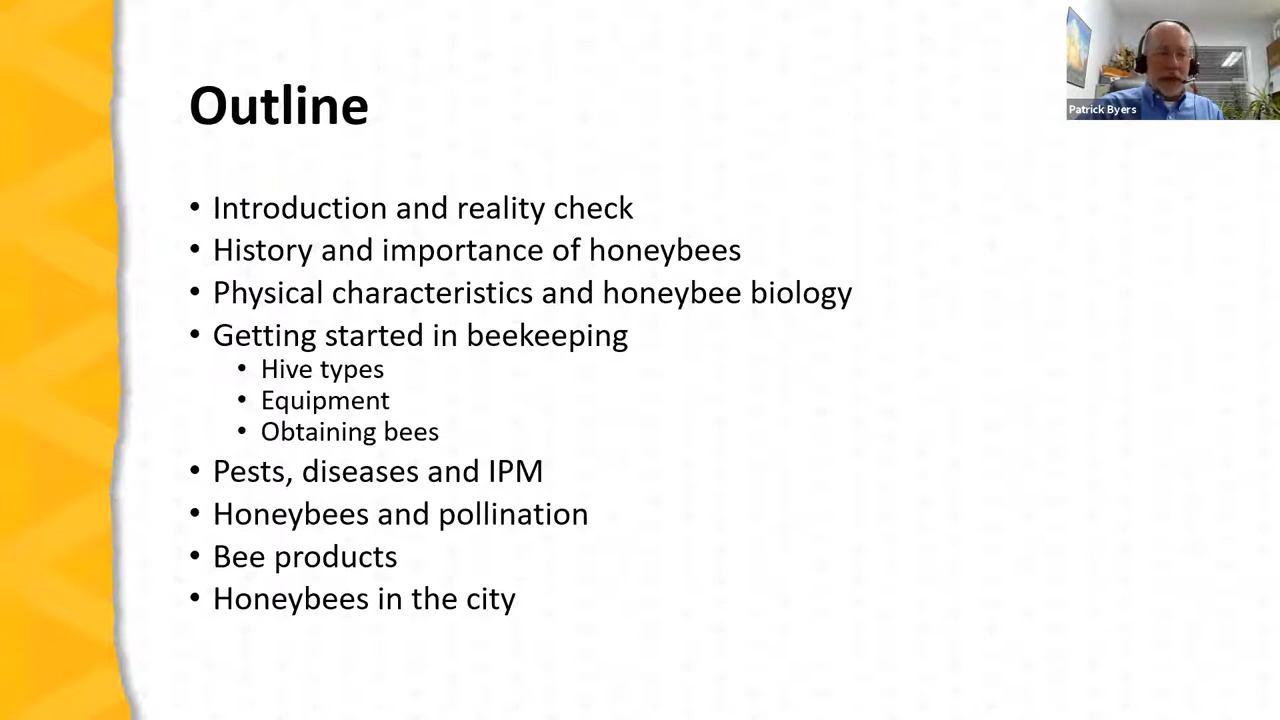 Outline
Patrick Byers
• Introduction and reality check
• History and importance of honeybees
• Physical characteristics and honeybee biology
• Getting started in beekeeping
• Hive types
• Equipment
• Obtaining bees
• Pests, diseases and IPM
• Honeybees and pollination
• Bee products
• Honeybees in the city